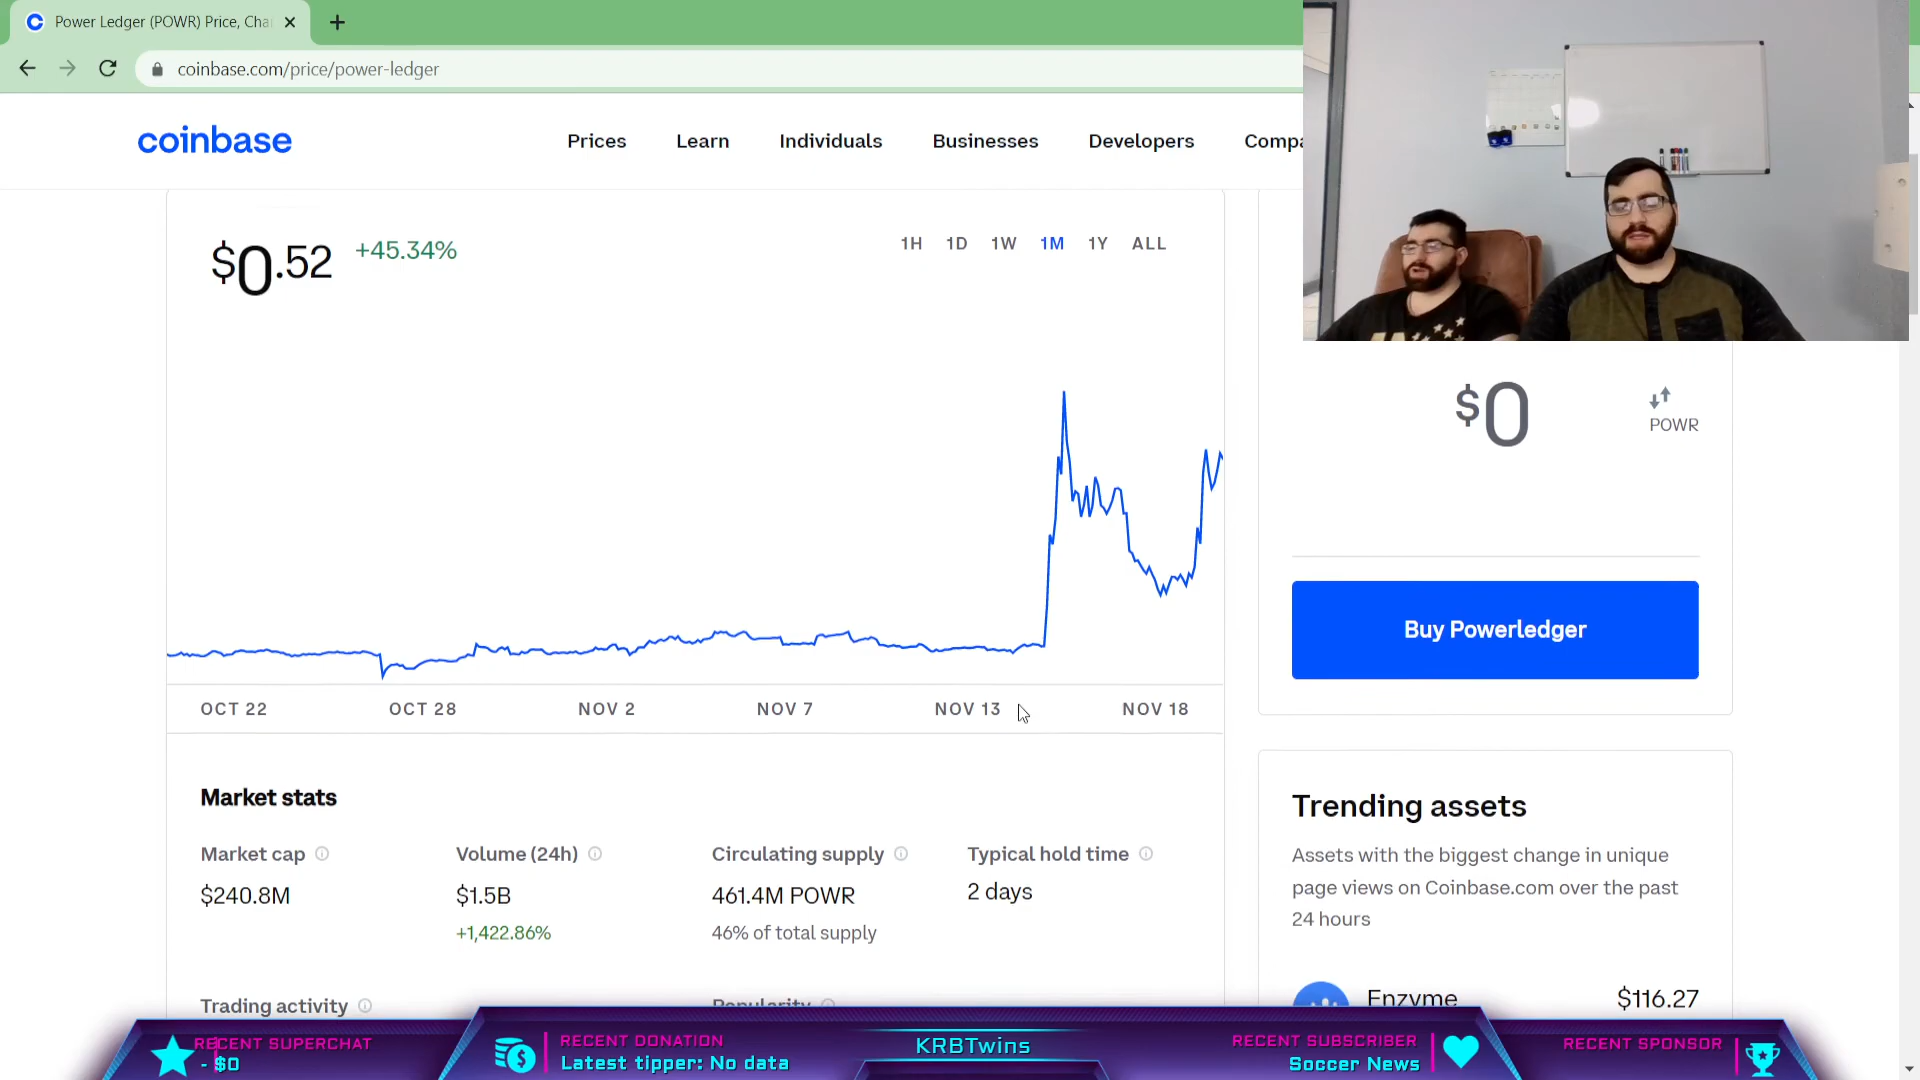 Power Ledger (POWR) Price, Cha
coinbase.com/price/power-ledger
coinbase
Prices Learn Individuals Businesses Developers Compa
$0.52 +45.34%
1H 1D 1W 1M 1Y ALL
$0
POWR
Buy Powerledger
OCT 22 OCT 28 NOV 2 NOV 7 NOV 13 NOV 18
Market stats
Market cap
$240.8M
Volume (24h)
$1.5B
+1,422.86%
Circulating supply
461.4M POWR
46% of total supply
Typical hold time
2 days
Trading activity
Popularity
Trending assets
Assets with the biggest change in unique
page views on Coinbase.com over the past
24 hours
Enzyme $116.27
RECENT SUPERCHAT
- $0
RECENT DONATION
Latest tipper: No data
KRBTwins
RECENT SUBSCRIBER
Soccer News
RECENT SPONSOR